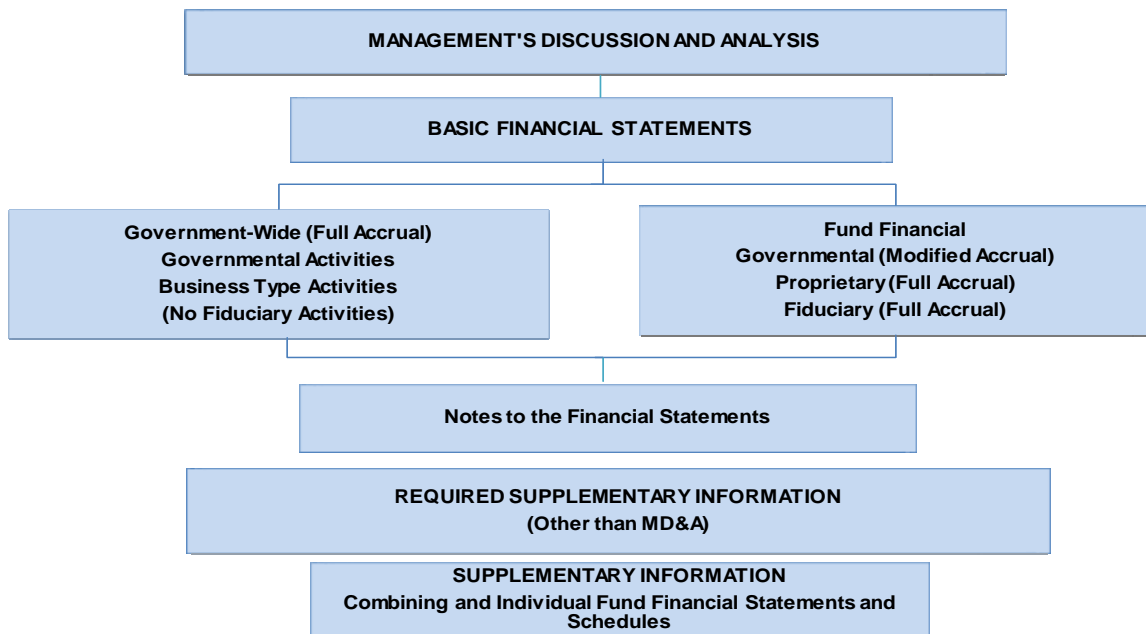 MANAGEMENT'S DISCUSSION AND ANALYSIS
BASIC FINANCIAL STATEMENTS
Government-Wide (Full Accrual)
Governmental Activities
Business Type Activities
(No Fiduciary Activities)
Fund Financial
Governmental (Modified Accrual)
Proprietary (Full Accrual)
Fiduciary (Full Accrual)
Notes to the Financial Statements
REQUIRED SUPPLEMENTARY INFORMATION
(Other than MD&A)
SUPPLEMENTARY INFORMATION
Combining and Individual Fund Financial Statements and
Schedules